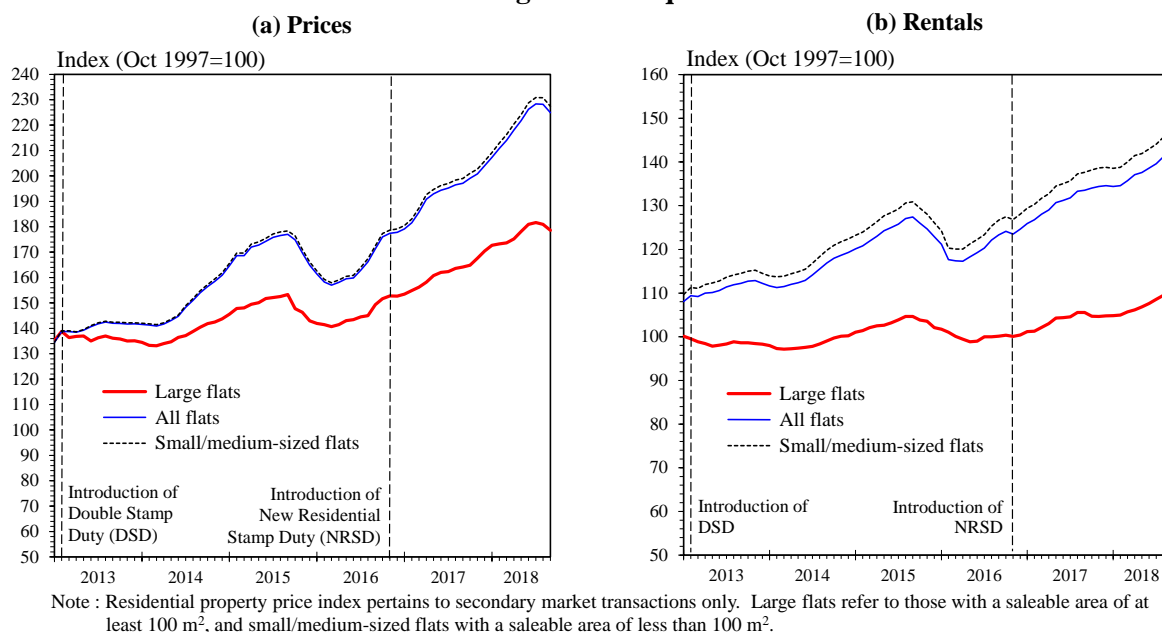 (a) Prices
(b) Rentals
Index (Oct 1997=100)
240
230
220
210
200
190
180
170
160
150
140
130
120
110
100
90
80
70
60
50
Large flats
All flats
Small/medium-sized flats
Introduction of
Double Stamp
Duty (DSD)
Introduction of
New Residential
Stamp Duty (NRSD)
2013 2014 2015 2016 2017 2018
Index (Oct 1997=100)
160
150
140
130
120
110
100
90
80
70
60
50
Large flats
All flats
Small/medium-sized flats
Introduction of
DSD
Introduction of
NRSD
2013 2014 2015 2016 2017 2018
Note : Residential property price index pertains to secondary market transactions only. Large flats refer to those with a saleable area of at
least 100 m², and small/medium-sized flats with a saleable area of less than 100 m².